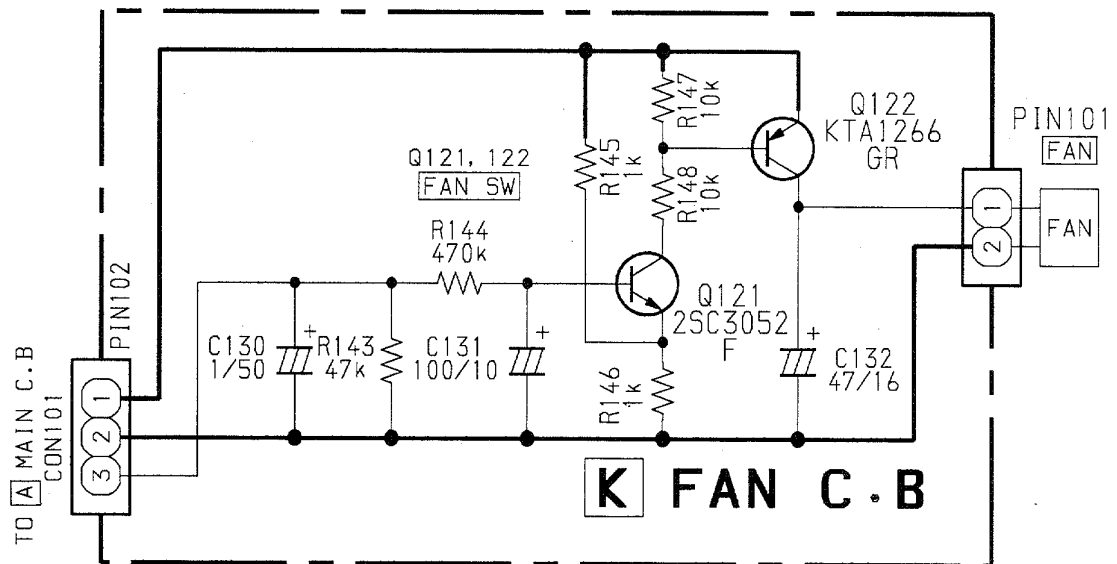 Q122
KTA1266
GR
PIN101
FAN
1
2
FAN
R147
10k
R145
1k
R148
10k
Q121, 122
FAN SW
R144
470k
Q121
2SC3052
F
PIN102
C130
1/50
R143
47k
C131
100/10
R146
1k
C132
47/16
+
+
+
1
2
3
TO A MAIN C.B
CON101
K FAN C.B